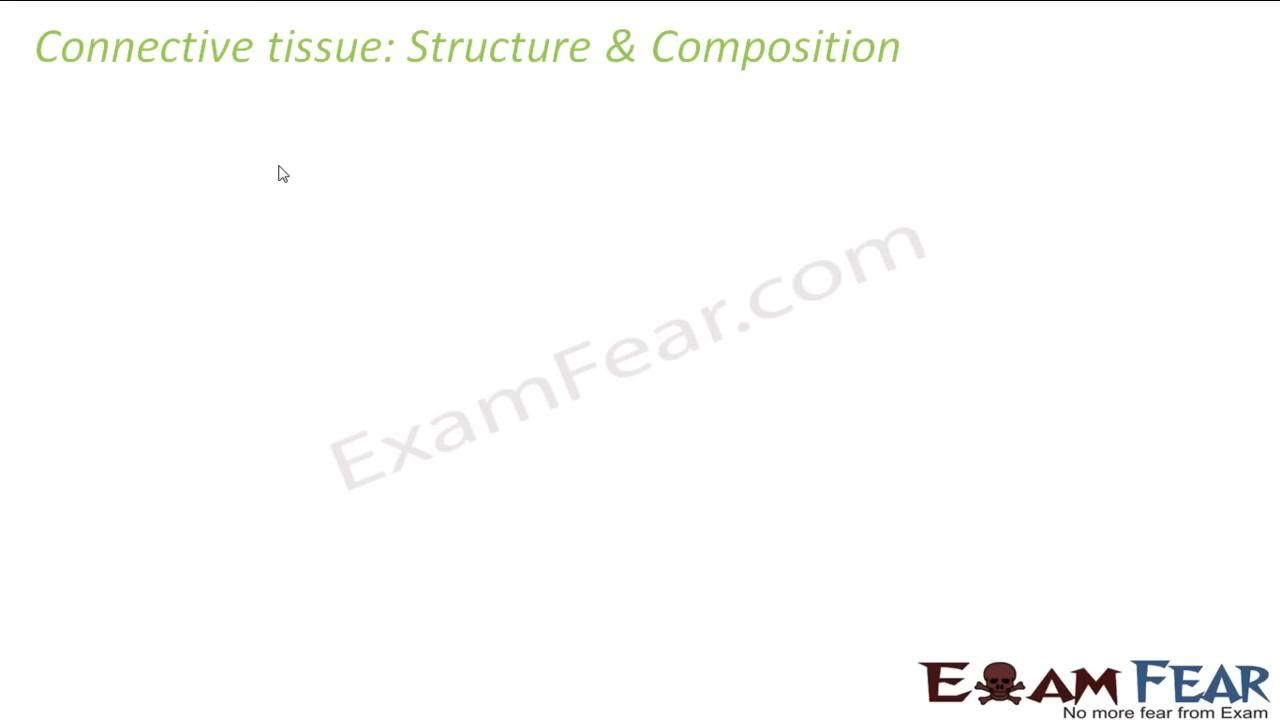 Connective tissue: Structure & Composition
ExamFear.com
EXAM FEAR
No more fear from Exam